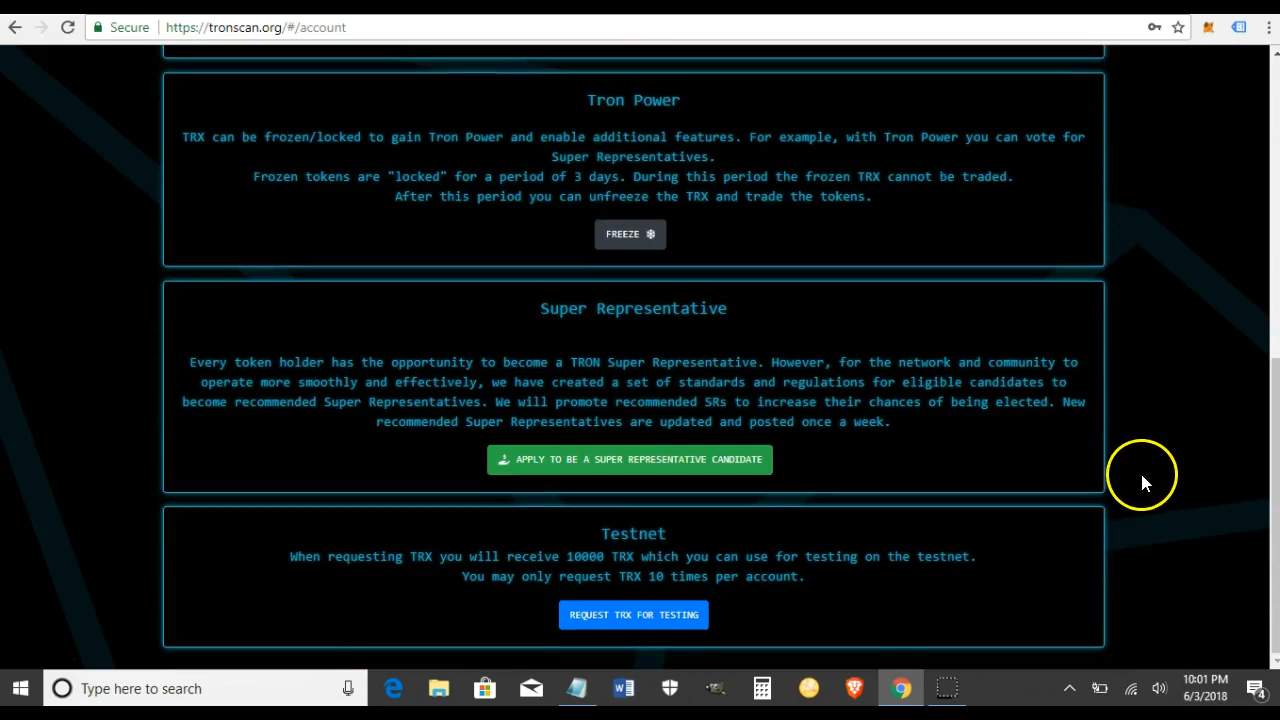 Secure
https://tronscan.org/#/account
Tron Power
TRX can be frozen/locked to gain Tron Power and enable additional features. For example, with Tron Power you can vote for
Super Representatives.
Frozen tokens are "locked" for a period of 3 days. During this period the frozen TRX cannot be traded.
After this period you can unfreeze the TRX and trade the tokens.
FREEZE
Super Representative
Every token holder has the opportunity to become a TRON Super Representative. However, for the network and community to
operate more smoothly and effectively, we have created a set of standards and regulations for eligible candidates to
become recommended Super Representatives. We will promote recommended SRs to increase their chances of being elected. New
recommended Super Representatives are updated and posted once a week.
APPLY TO BE A SUPER REPRESENTATIVE CANDIDATE
Testnet
When requesting TRX you will receive 10000 TRX which you can use for testing on the testnet.
You may only request TRX 10 times per account.
REQUEST TRX FOR TESTING
Type here to search
10:01 PM
6/3/2018
4